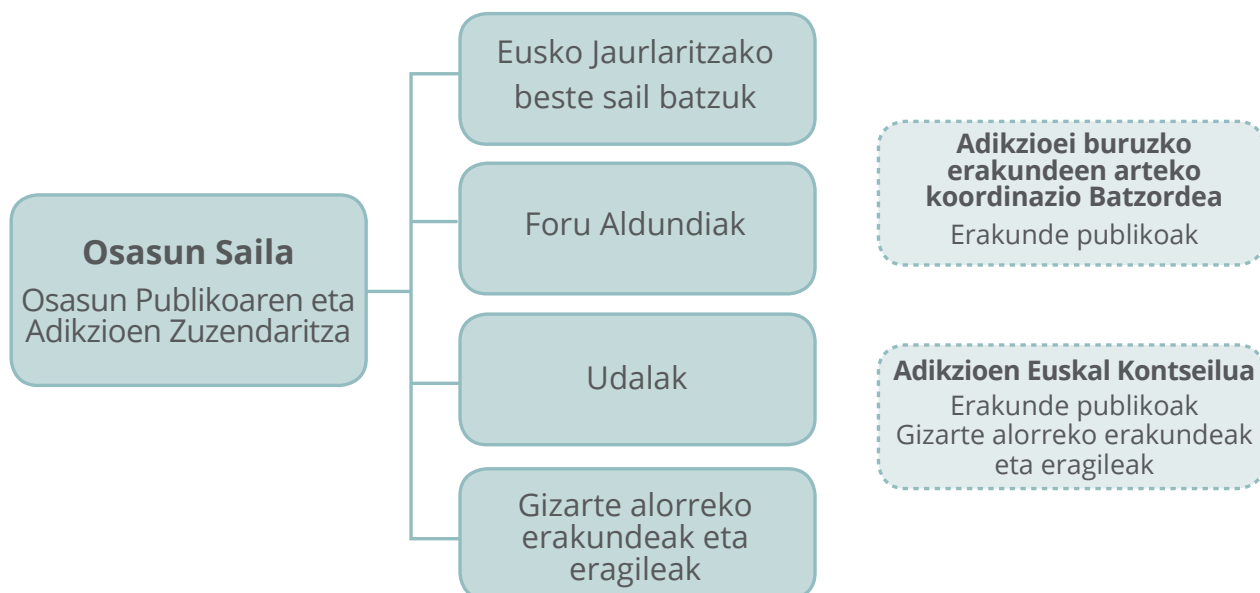 Osasun Saila
Osasun Publikoaren eta
Adikzioen Zuzendaritza
Eusko Jaurlaritzako
beste sail batzuk
Foru Aldundiak
Udalak
Gizarte alorreko
erakundeak eta
eragileak
Adikzioei buruzko
erakundeen arteko
koordinazio Batzordea
Erakunde publikoak
Adikzioen Euskal Kontseilua
Erakunde publikoak
Gizarte alorreko erakundeak
eta eragileak